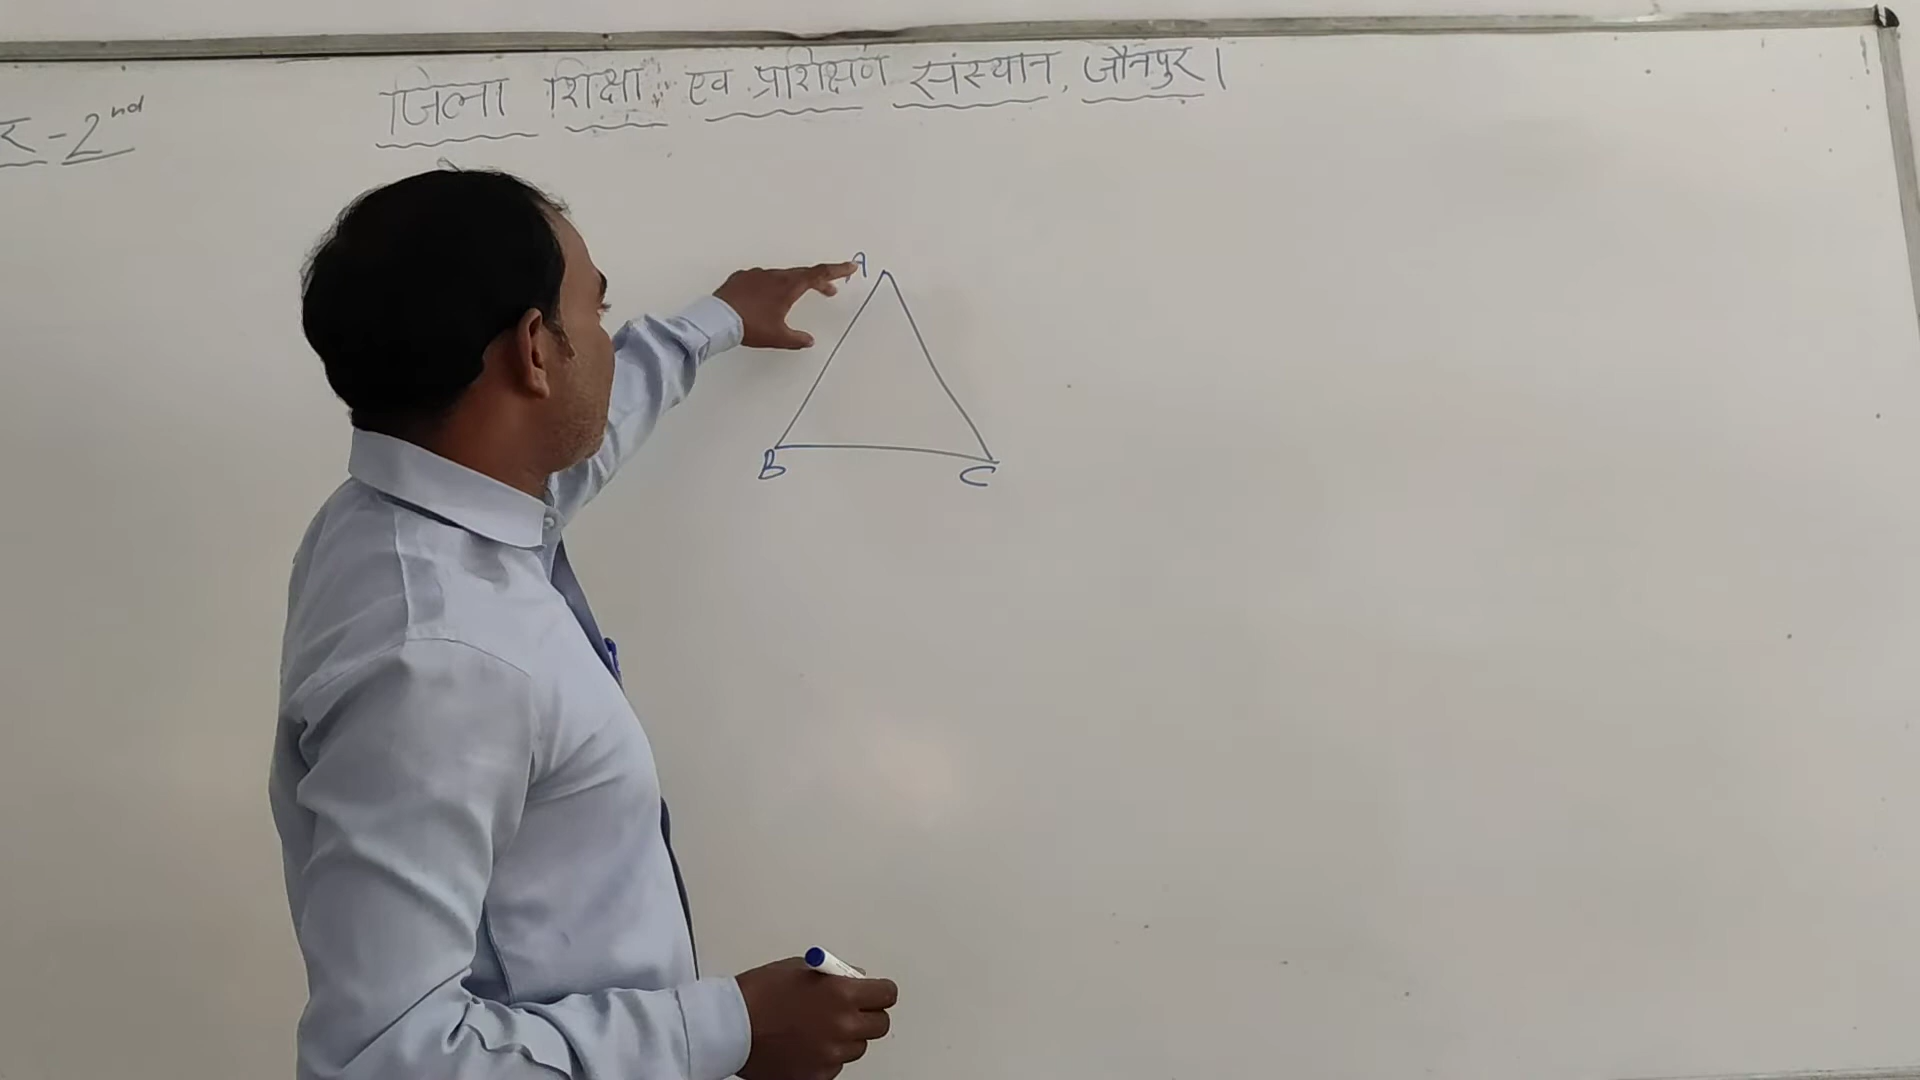 जिला शिक्षा एवं प्रशिक्षण संस्थान, जौनपुर।
र - 2nd
A
B
C